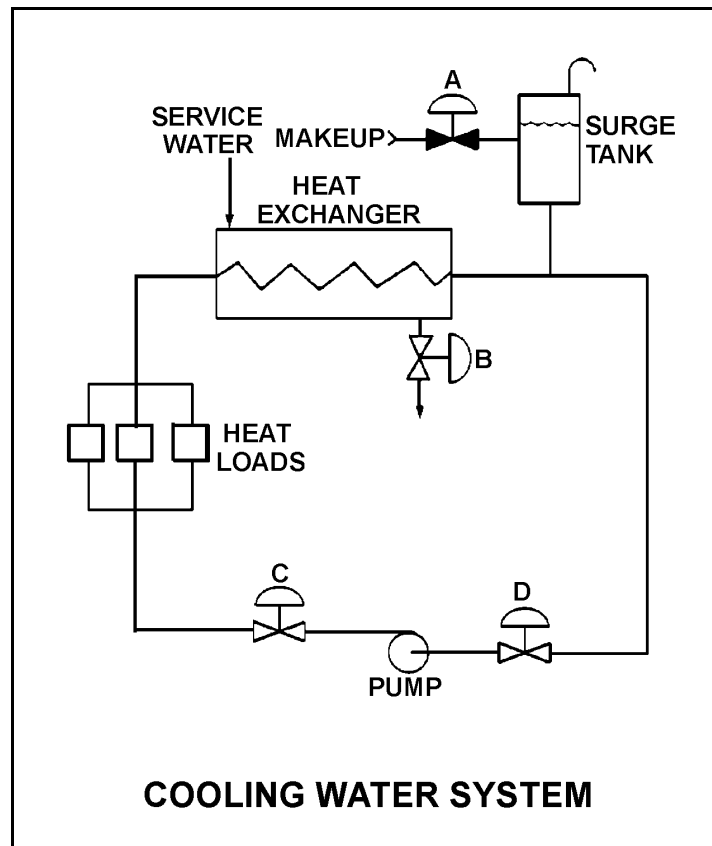 A
SERVICE
WATER
MAKEUP
SURGE
TANK
HEAT
EXCHANGER
B
HEAT
LOADS
C
D
PUMP
COOLING WATER SYSTEM